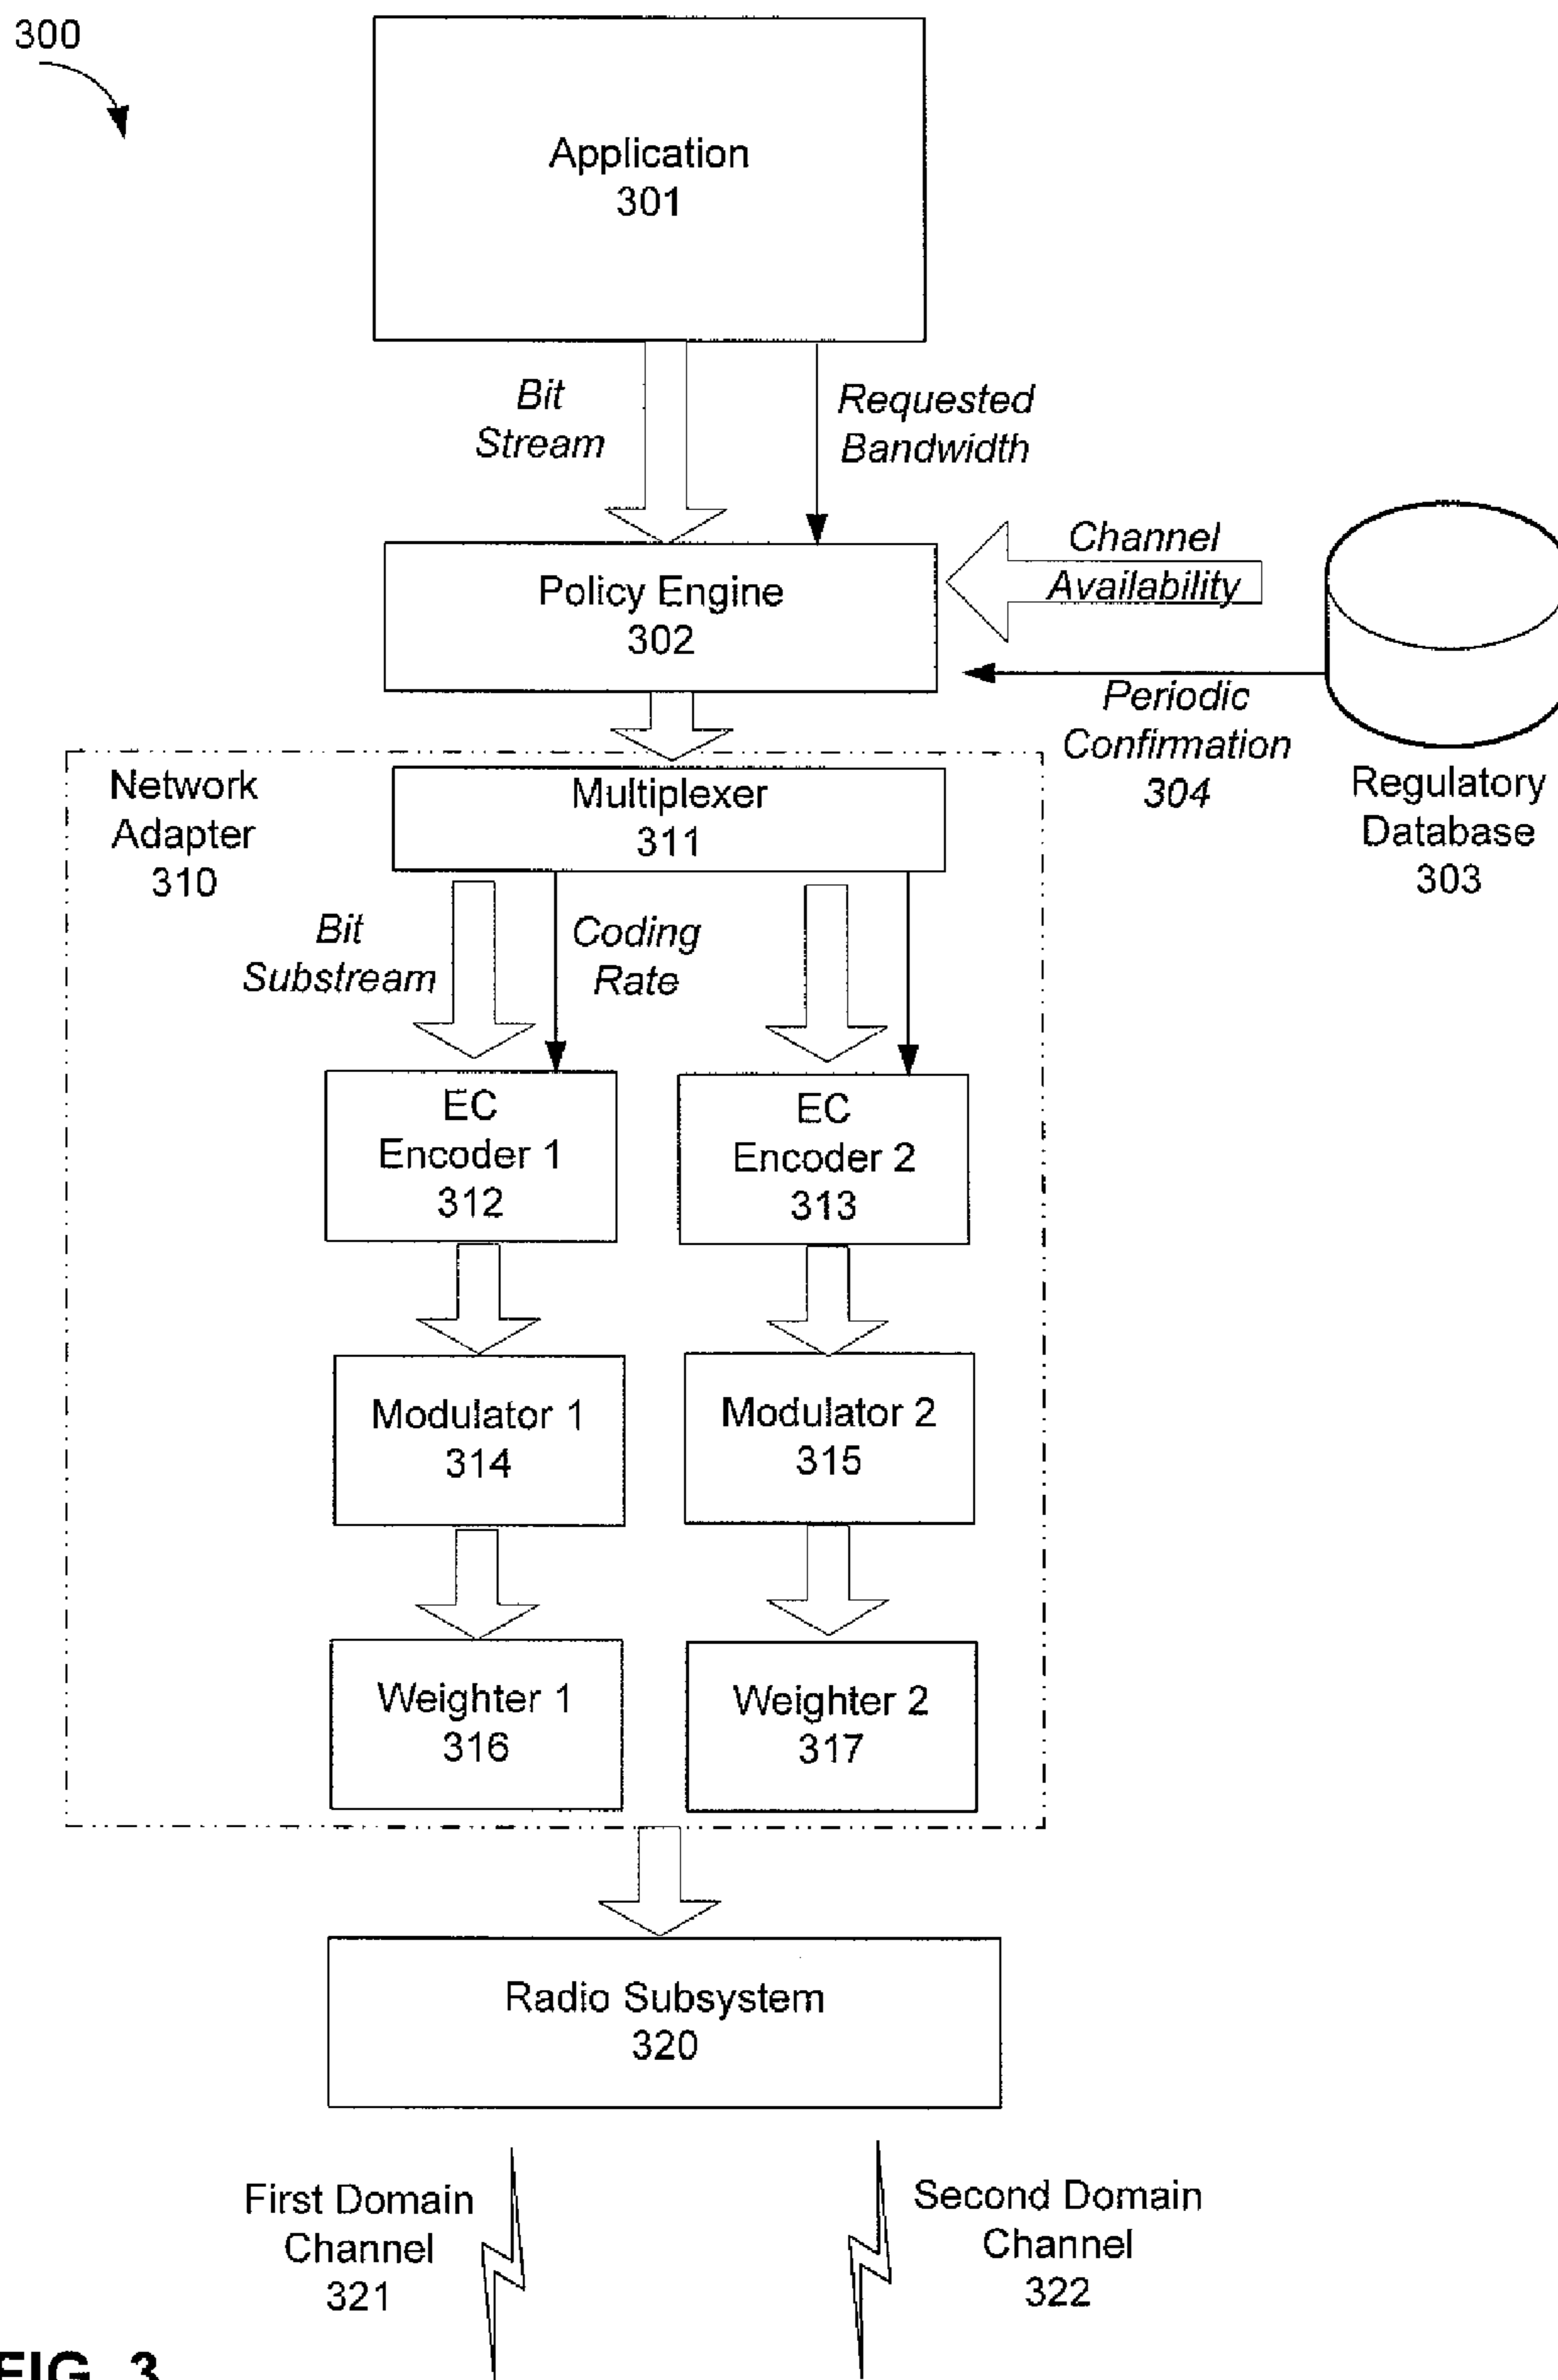 300
Application
301
Bit
Stream
Requested
Bandwidth
Channel
Availability
Policy Engine
302
Periodic
Confirmation
304
Regulatory
Database
303
Network
Adapter
310
Multiplexer
311
Bit
Substream
Coding
Rate
EC
Encoder 1
312
EC
Encoder 2
313
Modulator 1
314
Modulator 2
315
Weighter 1
316
Weighter 2
317
Radio Subsystem
320
First Domain
Channel
321
Second Domain
Channel
322
FIG. 3